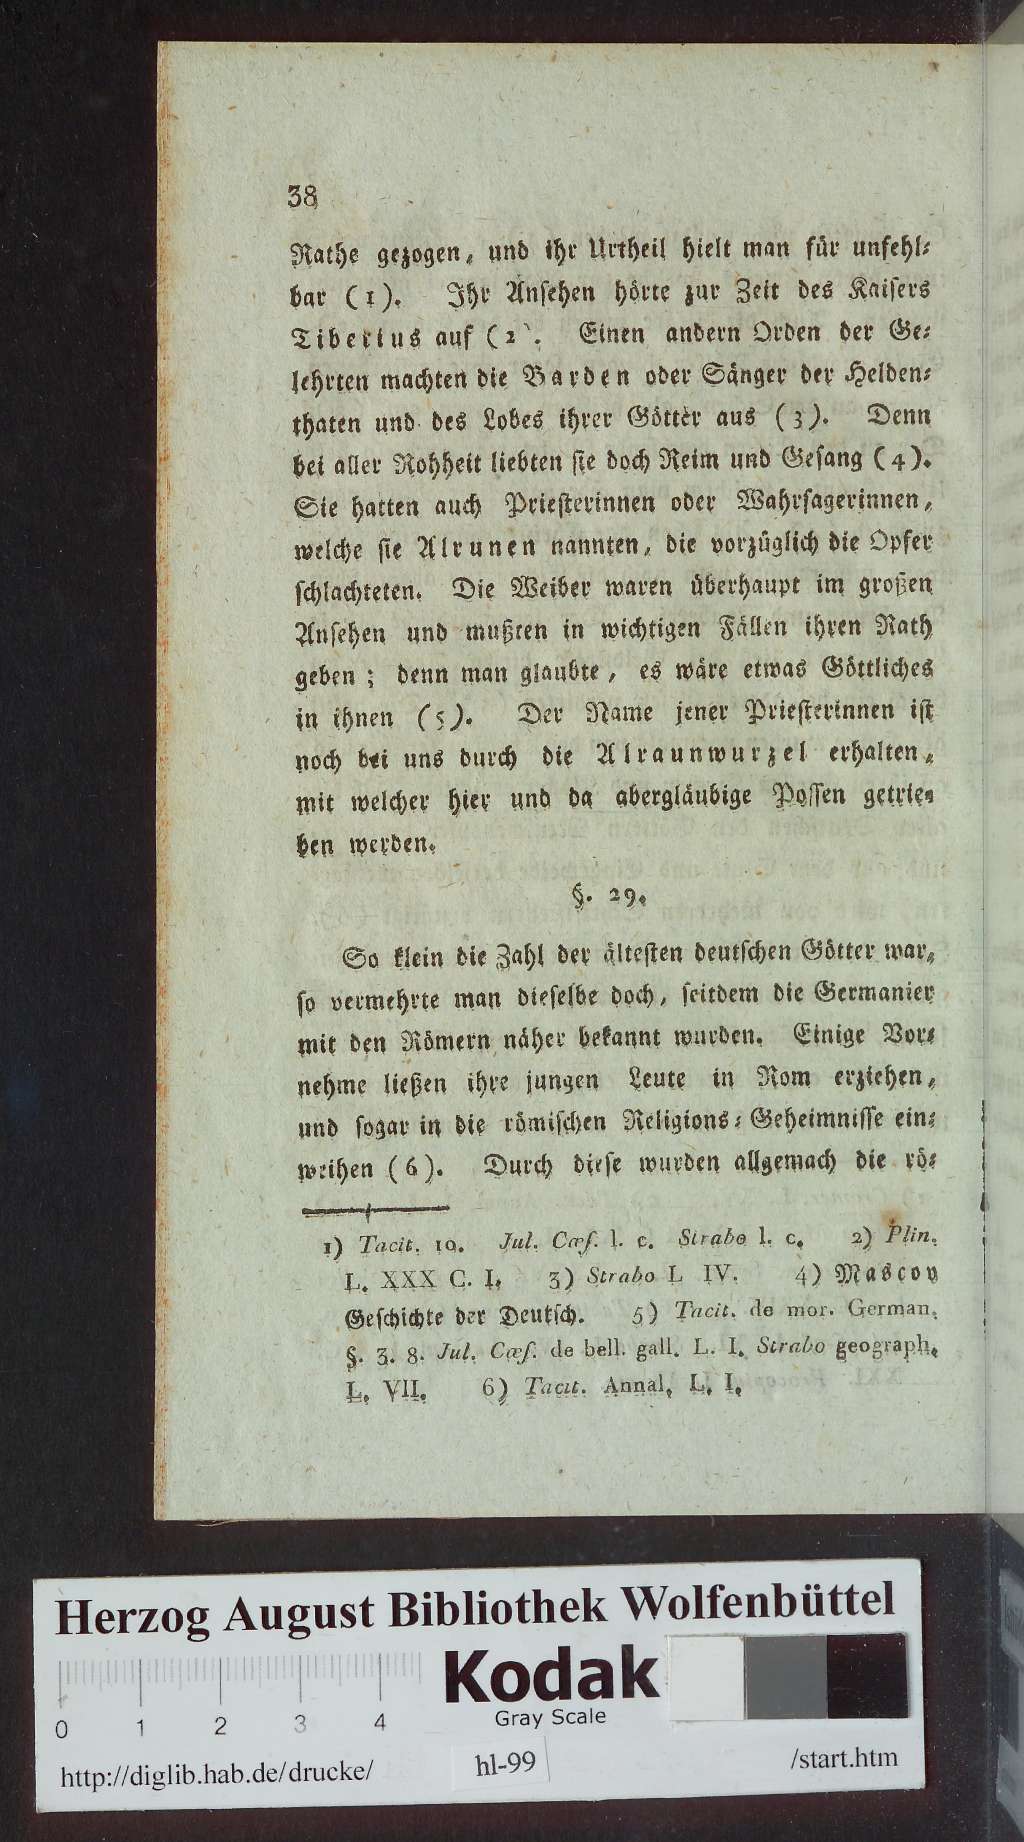 38
Rathe gezogen, und ihr Urtheil hielt man für unfehl-
bar (1). Ihr Ansehen hörte zur Zeit des Kaisers
Tiberius auf (2). Einen andern Orden der Ge-
lehrten machten die Barden oder Sänger der Helden-
thaten und des Lobes ihrer Götter aus (3). Denn
bei aller Rohheit liebten sie doch Reim und Gesang (4).
Sie hatten auch Priesterinnen oder Wahrsagerinnen,
welche sie Alrunen nannten, die vorzüglich die Opfer
schlachteten. Die Weiber waren überhaupt im großen
Ansehen und mußten in wichtigen Fällen ihren Rath
geben; denn man glaubte, es wäre etwas Göttliches
in ihnen (5). Der Name jener Priesterinnen ist
noch bei uns durch die Alraunwurzel erhalten,
mit welcher hier und da abergläubige Possen getrie-
ben werden.
§. 29.
So klein die Zahl der ältesten deutschen Götter war,
so vermehrte man dieselbe doch, seitdem die Germanier
mit den Römern näher bekannt wurden. Einige Vor-
nehme ließen ihre jungen Leute in Rom erziehen,
und sogar in die römischen Religions-Geheimnisse ein-
weihen (6). Durch diese wurden allgemach die rö-
1) Tacit. 10. Jul. Cæs. l. c. Strabo l. c. 2) Plin.
L. XXX C. I. 3) Strabo L IV. 4) Mascov
Geschichte der Deutsch. 5) Tacit. de mor. German.
§. 3. 8. Jul. Cæs. de bell. gall. L. I. Strabo geograph.
L. VII. 6) Tacit. Annal. L. I.
Herzog August Bibliothek Wolfenbüttel
Kodak
Gray Scale
0 1 2 3 4
http://diglib.hab.de/drucke/ hl-99 /start.htm